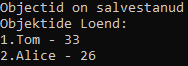 Objectid on salvestanud
Objektide Loend:
1.Tom - 33
2.Alice - 26